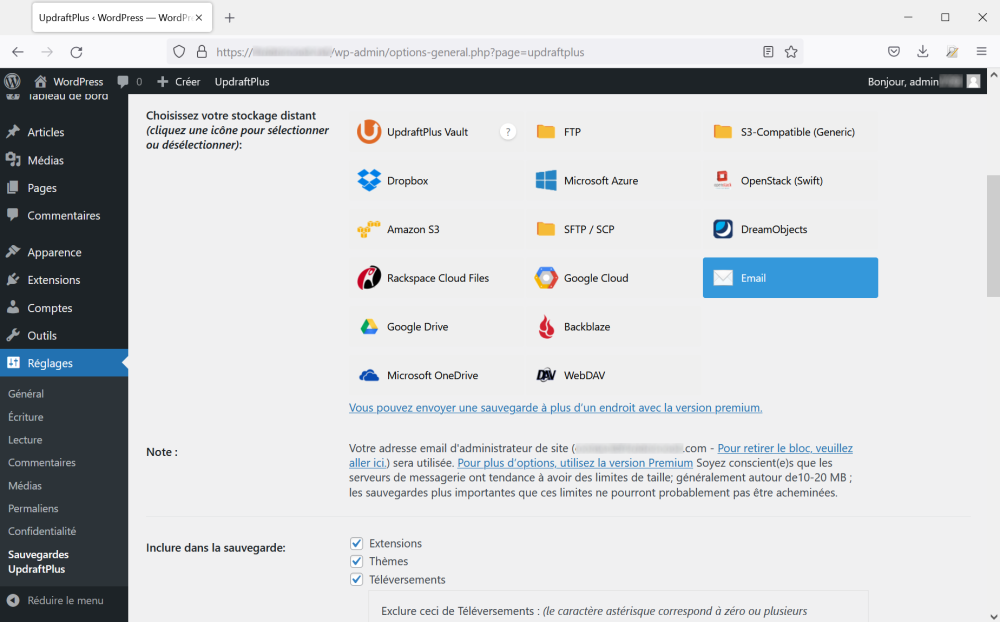 UpdraftPlus ‹ WordPress — WordPr
https:// /wp-admin/options-general.php?page=updraftplus
WordPress 0 Créer UpdraftPlus Bonjour, admin
Tableau de bord
Articles
Médias
Pages
Commentaires
Apparence
Extensions
Comptes
Outils
Réglages
Général
Écriture
Lecture
Commentaires
Médias
Permaliens
Confidentialité
Sauvegardes
UpdraftPlus
Réduire le menu
Choisissez votre stockage distant
(cliquez une icône pour sélectionner
ou désélectionner):
UpdraftPlus Vault ? FTP S3-Compatible (Generic)
Dropbox Microsoft Azure OpenStack (Swift)
Amazon S3 SFTP / SCP DreamObjects
Rackspace Cloud Files Google Cloud Email
Google Drive Backblaze
Microsoft OneDrive DAV WebDAV
Vous pouvez envoyer une sauvegarde à plus d'un endroit avec la version premium.
Note :
Votre adresse email d'administrateur de site ( .com - Pour retirer le bloc, veuillez
aller ici.) sera utilisée. Pour plus d'options, utilisez la version Premium Soyez conscient(e)s que les
serveurs de messagerie ont tendance à avoir des limites de taille; généralement autour de10-20 MB ;
les sauvegardes plus importantes que ces limites ne pourront probablement pas être acheminées.
Inclure dans la sauvegarde:
Extensions
Thèmes
Téléversements
Exclure ceci de Téléversements : (le caractère astérisque correspond à zéro ou plusieurs